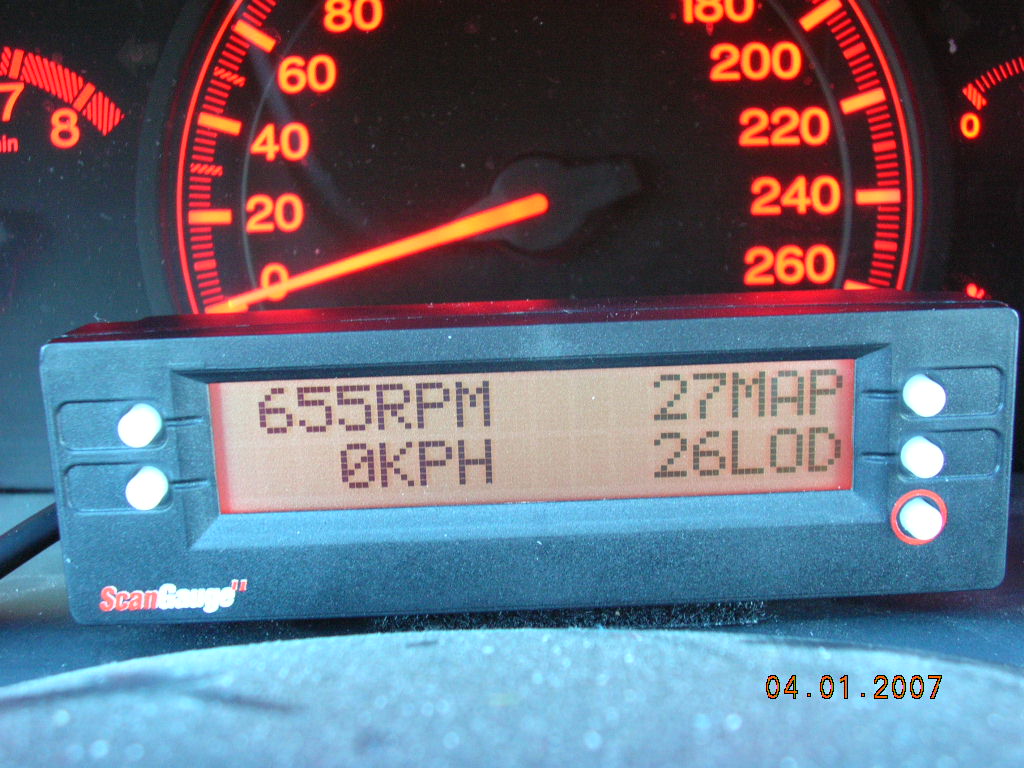 80 180
60 200
7 40 220 0
8 20 240
min 0 260
655RPM 27MAP
0KPH 26LOD
ScanGauge II
04.01.2007